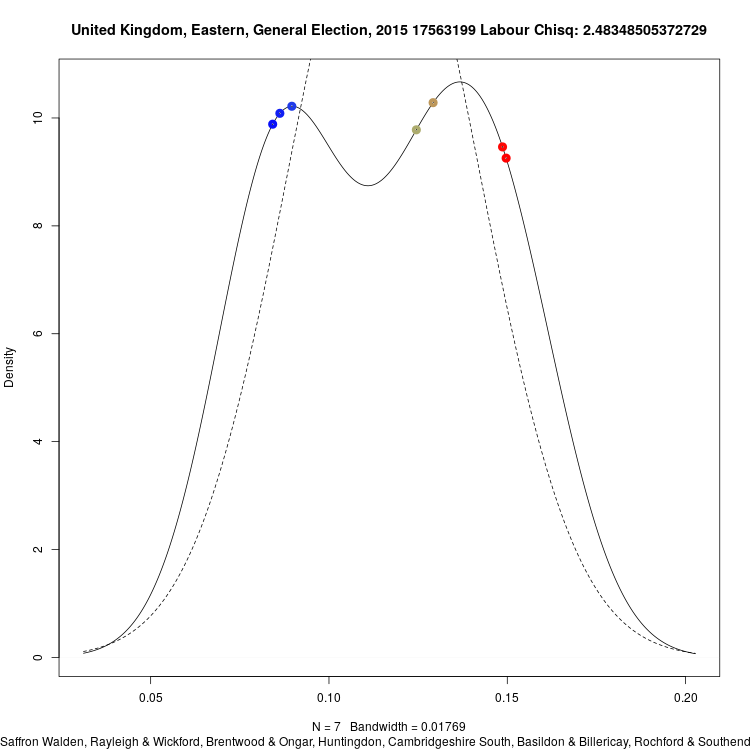 United Kingdom, Eastern, General Election, 2015 17563199 Labour Chisq: 2.48348505372729
Density
10
8
6
4
2
0
0.05 0.10 0.15 0.20
N = 7 Bandwidth = 0.01769
Saffron Walden, Rayleigh & Wickford, Brentwood & Ongar, Huntingdon, Cambridgeshire South, Basildon & Billericay, Rochford & Southend